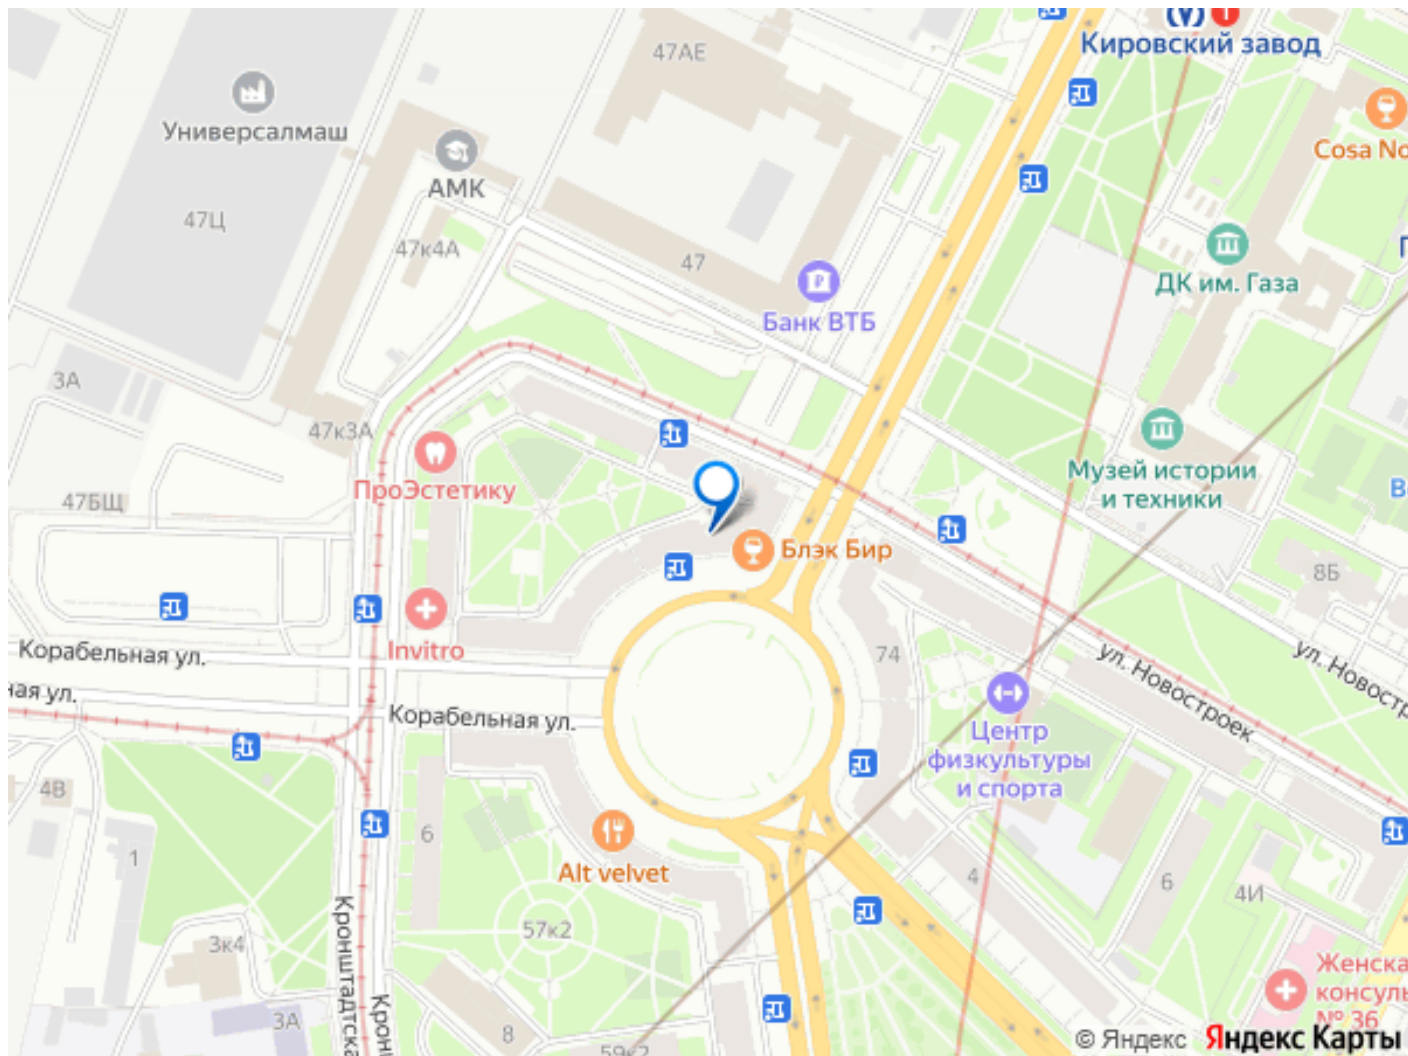 Кировский завод
47АЕ
Универсалмаш
АМК
Cosa No
47Ц
47к4А
47
ДК им. Газа
Банк ВТБ
3А
47к3А
ПроЭстетику
Музей истории
и техники
47БЩ
Блэк Бир
8Б
Invitro
Корабельная ул.
74
ул. Новостроек
ул. Новостр
ная ул.
Корабельная ул.
Центр
физкультуры
и спорта
4В
6
1
Alt velvet
4
6
4И
57к2
3к4
Кронштадтска
Крон
Женска
консуль
№ 36
3А
8
59к2
© Яндекс Яндекс Карты